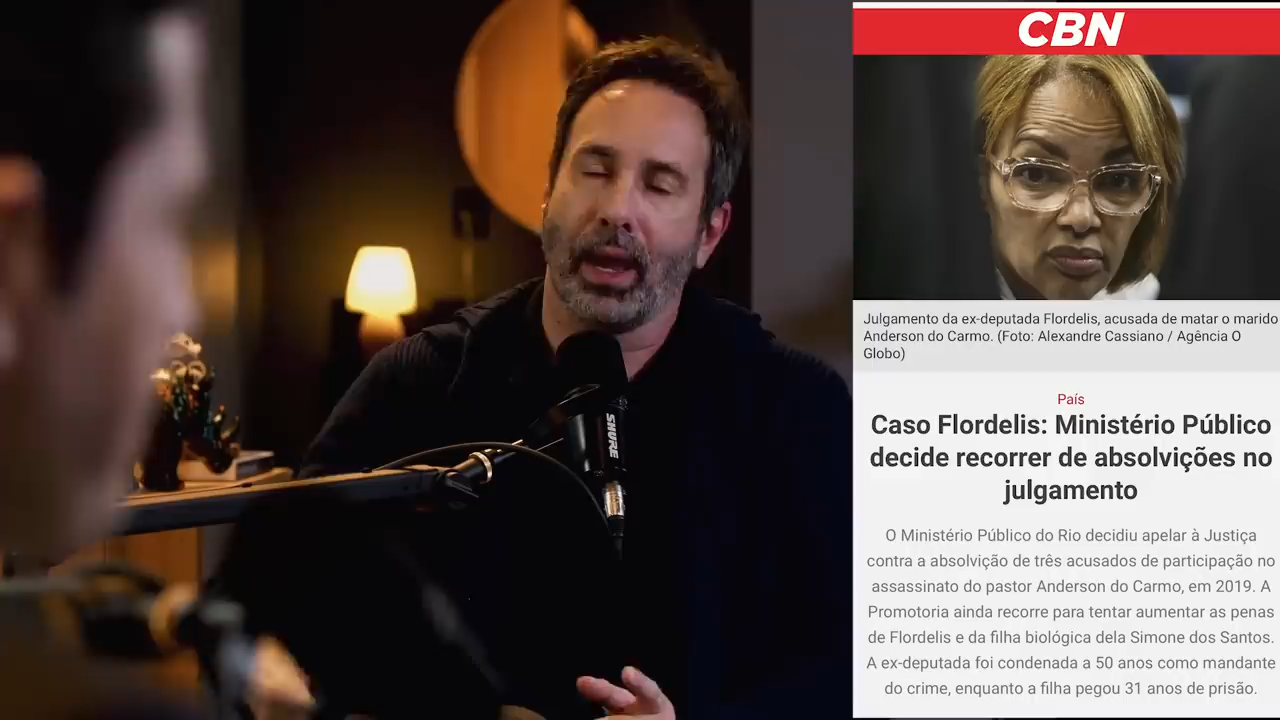 CBN
Julgamento da ex-deputada Flordelis, acusada de matar o marido
Anderson do Carmo. (Foto: Alexandre Cassiano / Agência O
Globo)
País
Caso Flordelis: Ministério Público
decide recorrer de absolvições no
julgamento
O Ministério Público do Rio decidiu apelar à Justiça
contra a absolvição de três acusados de participação no
assassinato do pastor Anderson do Carmo, em 2019. A
Promotoria ainda recorre para tentar aumentar as penas
de Flordelis e da filha biológica dela Simone dos Santos.
A ex-deputada foi condenada a 50 anos como mandante
do crime, enquanto a filha pegou 31 anos de prisão.
SHURE